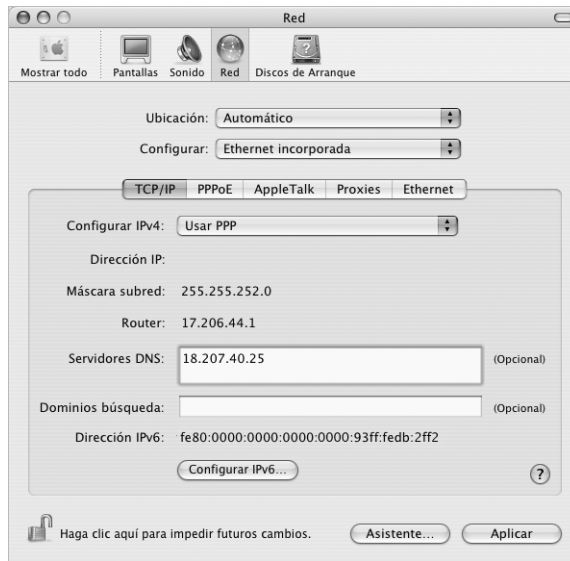 Red
Mostrar todo Pantallas Sonido Red Discos de Arranque
Ubicación: Automático
Configurar: Ethernet incorporada
TCP/IP PPPoE AppleTalk Proxies Ethernet
Configurar IPv4: Usar PPP
Dirección IP:
Máscara subred: 255.255.252.0
Router: 17.206.44.1
Servidores DNS: 18.207.40.25 (Opcional)
Dominios búsqueda: (Opcional)
Dirección IPv6: fe80:0000:0000:0000:0000:93ff:fedb:2ff2
Configurar IPv6... ?
Haga clic aquí para impedir futuros cambios. Asistente... Aplicar